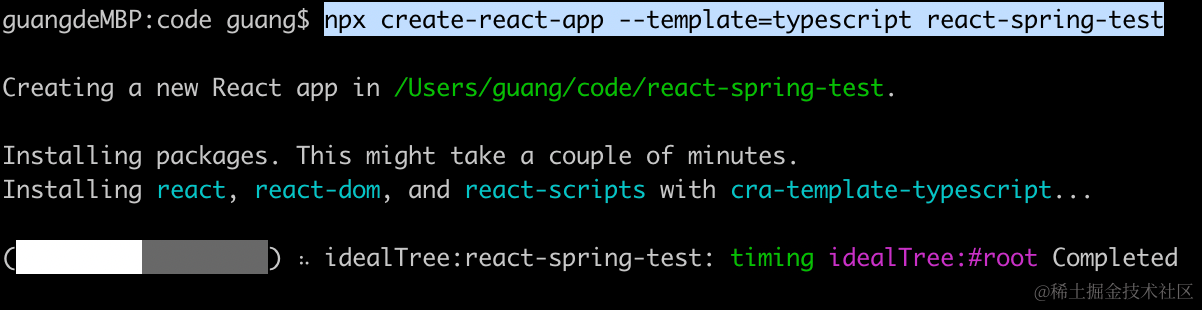 guangdeMBP:code guang$ npx create-react-app --template=typescript react-spring-test
Creating a new React app in /Users/guang/code/react-spring-test.
Installing packages. This might take a couple of minutes.
Installing react, react-dom, and react-scripts with cra-template-typescript...
(             ) ⠦ idealTree:react-spring-test: timing idealTree:#root Completed
@稀土掘金技术社区